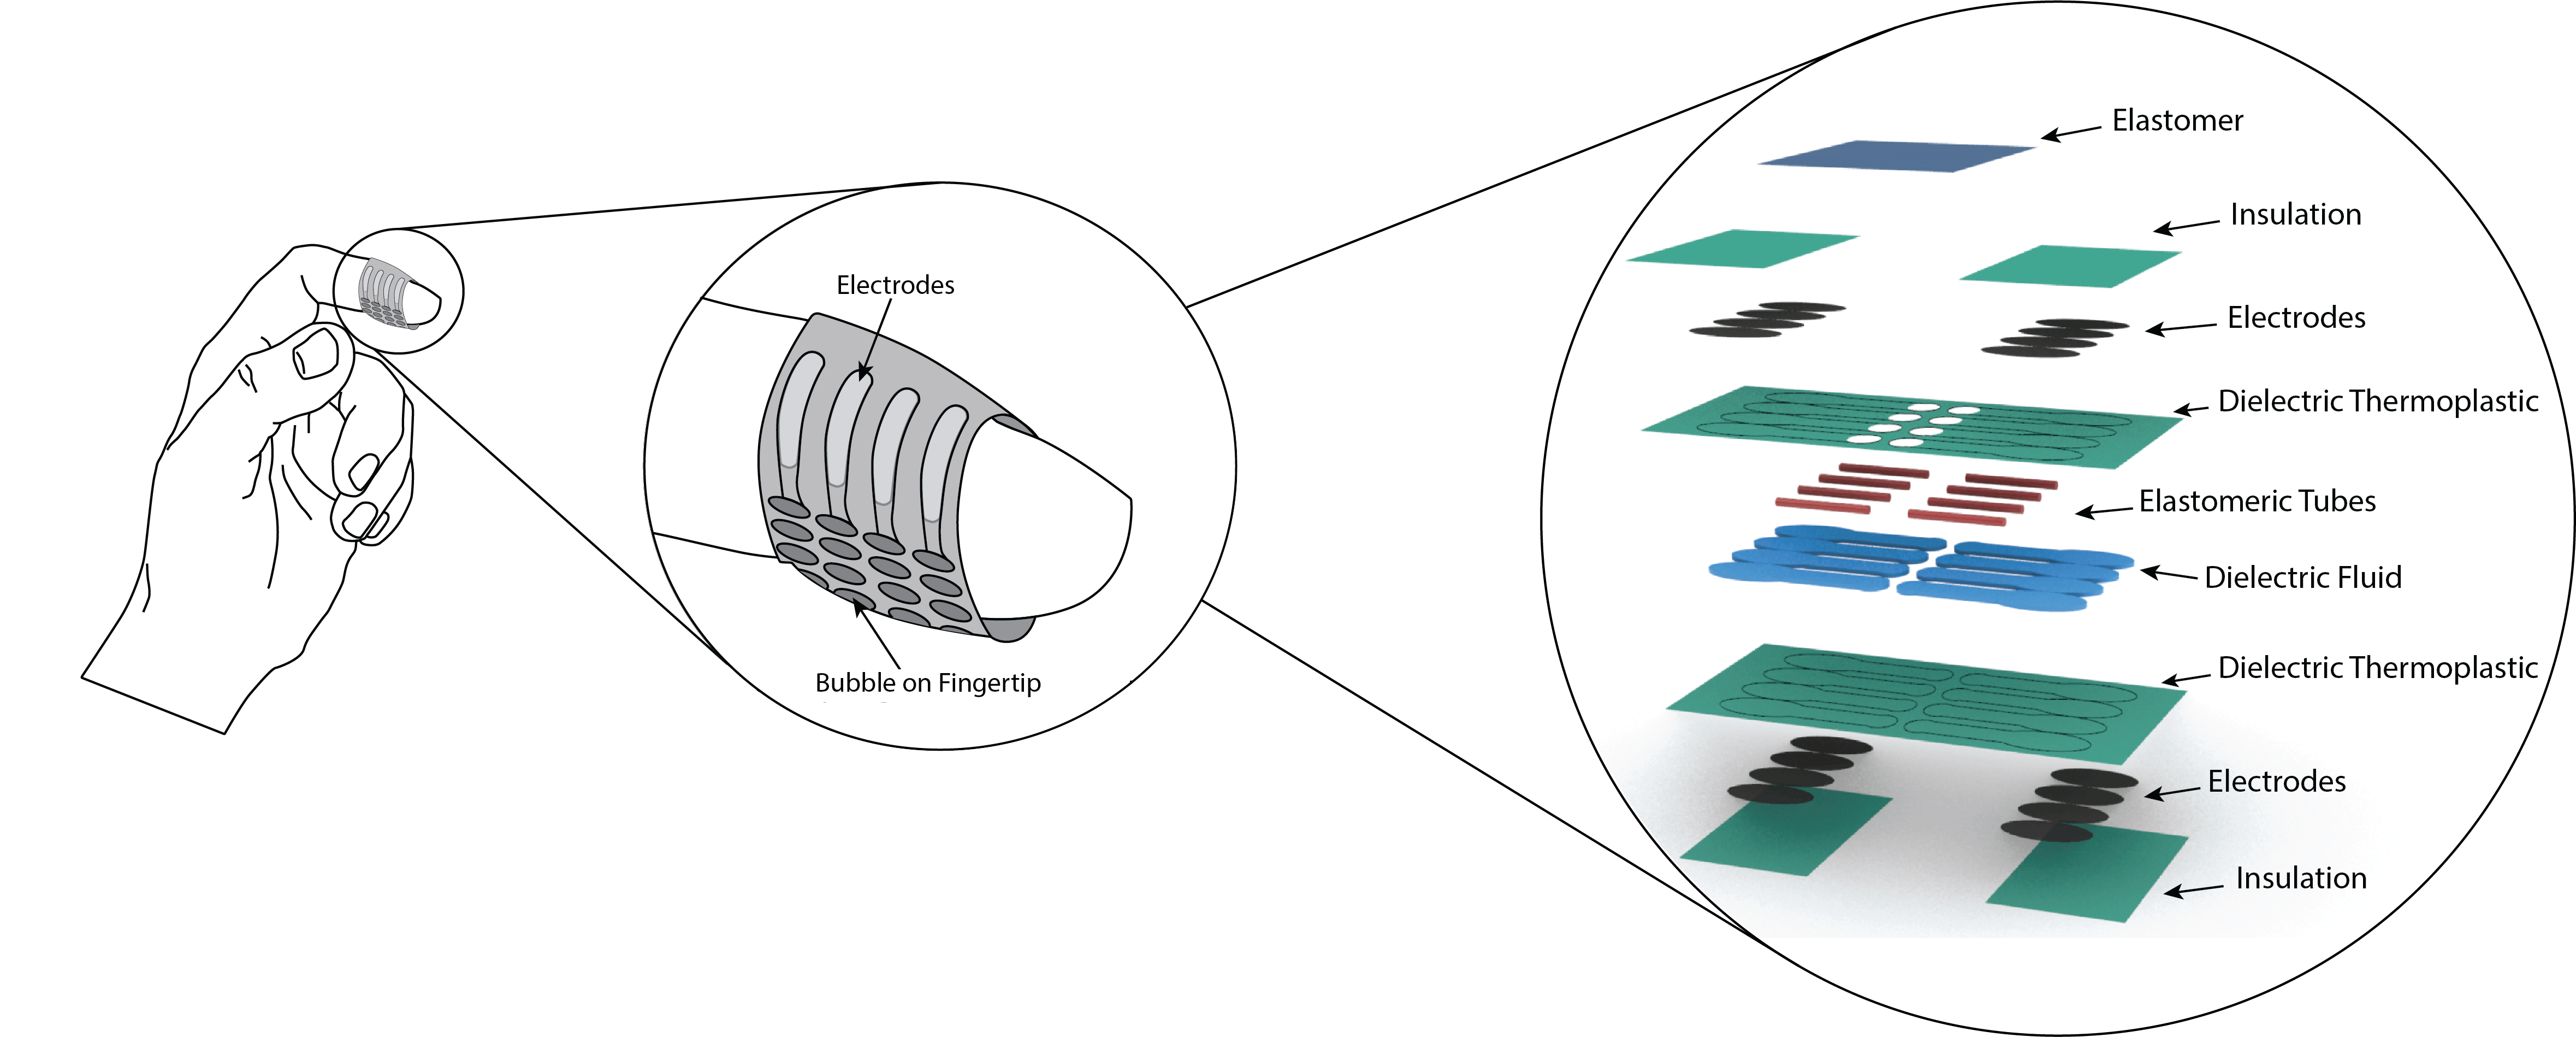 Electrodes
Bubble on Fingertip
Elastomer
Insulation
Electrodes
Dielectric Thermoplastic
Elastomeric Tubes
Dielectric Fluid
Dielectric Thermoplastic
Electrodes
Insulation